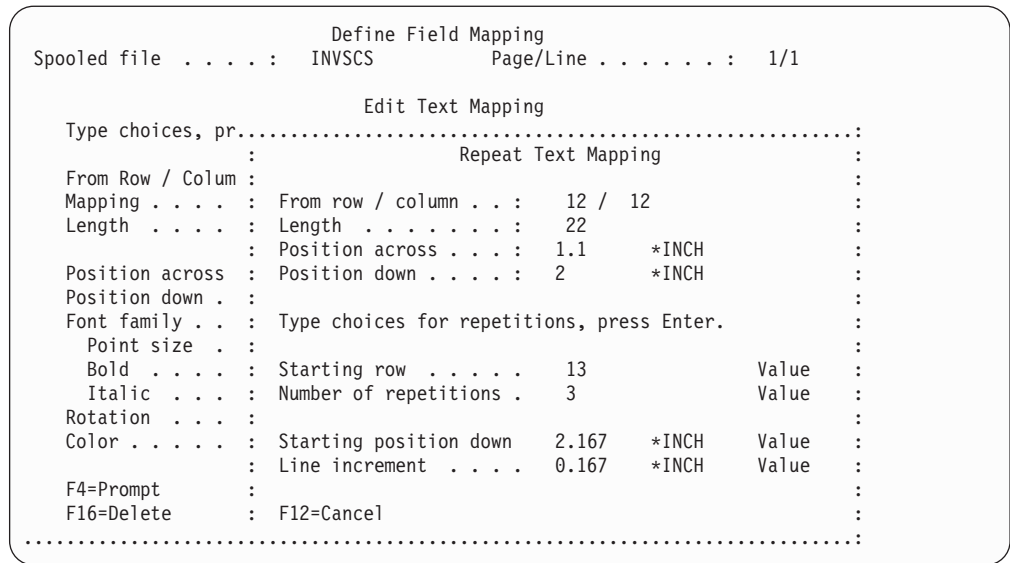 Define Field Mapping
 Spooled file  . . . . :   INVSCS          Page/Line . . . . . . :   1/1

                                 Edit Text Mapping
    Type choices, pr..........................................................:
                     :                   Repeat Text Mapping                  :
    From Row / Colum :                                                        :
    Mapping . . . .  :  From row / column . . :    12 /  12                   :
    Length  . . . .  :  Length  . . . . . . . :    22                         :
                     :  Position across . . . :   1.1      *INCH              :
    Position across  :  Position down . . . . :   2        *INCH              :
    Position down .  :                                                        :
    Font family . .  :  Type choices for repetitions, press Enter.            :
      Point size  .  :                                                        :
      Bold  . . . .  :  Starting row  . . . . .    13                Value    :
      Italic  . . .  :  Number of repetitions .    3                 Value    :
    Rotation  . . .  :                                                        :
    Color . . . . .  :  Starting position down    2.167    *INCH     Value    :
                     :  Line increment  . . . .   0.167    *INCH     Value    :
    F4=Prompt        :                                                        :
    F16=Delete       :  F12=Cancel                                            :
..............................................................................: